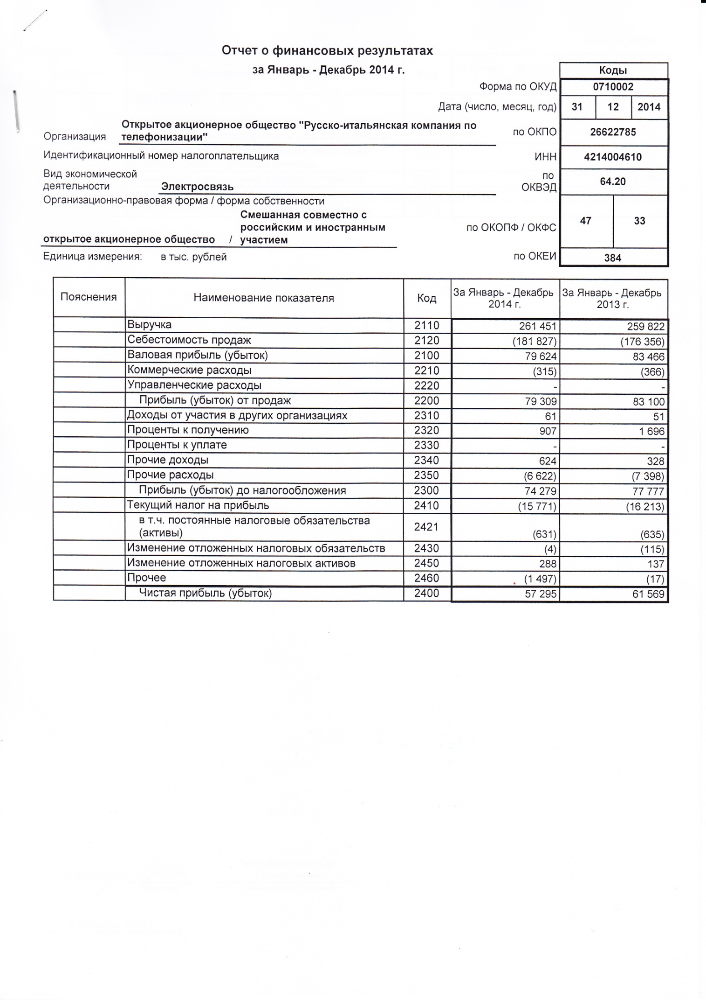 Отчет о финансовых результатах
за Январь - Декабрь 2014 г.
Коды
Форма по ОКУД 0710002
Дата (число, месяц, год) 31 12 2014
Организация Открытое акционерное общество "Русско-итальянская компания по
телефонизации" по ОКПО 26622785
Идентификационный номер налогоплательщика ИНН 4214004610
Вид экономической
деятельности Электросвязь по
ОКВЭД 64.20
Организационно-правовая форма / форма собственности
открытое акционерное общество / Смешанная совместно с
российским и иностранным
участием по ОКОПФ / ОКФС 47 33
Единица измерения: в тыс. рублей по ОКЕИ 384
Пояснения Наименование показателя Код За Январь - Декабрь
2014 г. За Январь - Декабрь
2013 г.
Выручка 2110 261 451 259 822
Себестоимость продаж 2120 (181 827) (176 356)
Валовая прибыль (убыток) 2100 79 624 83 466
Коммерческие расходы 2210 (315) (366)
Управленческие расходы 2220 - -
Прибыль (убыток) от продаж 2200 79 309 83 100
Доходы от участия в других организациях 2310 61 51
Проценты к получению 2320 907 1 696
Проценты к уплате 2330 - -
Прочие доходы 2340 624 328
Прочие расходы 2350 (6 622) (7 398)
Прибыль (убыток) до налогообложения 2300 74 279 77 777
Текущий налог на прибыль 2410 (15 771) (16 213)
в т.ч. постоянные налоговые обязательства
(активы) 2421 (631) (635)
Изменение отложенных налоговых обязательств 2430 (4) (115)
Изменение отложенных налоговых активов 2450 288 137
Прочее 2460 (1 497) (17)
Чистая прибыль (убыток) 2400 57 295 61 569